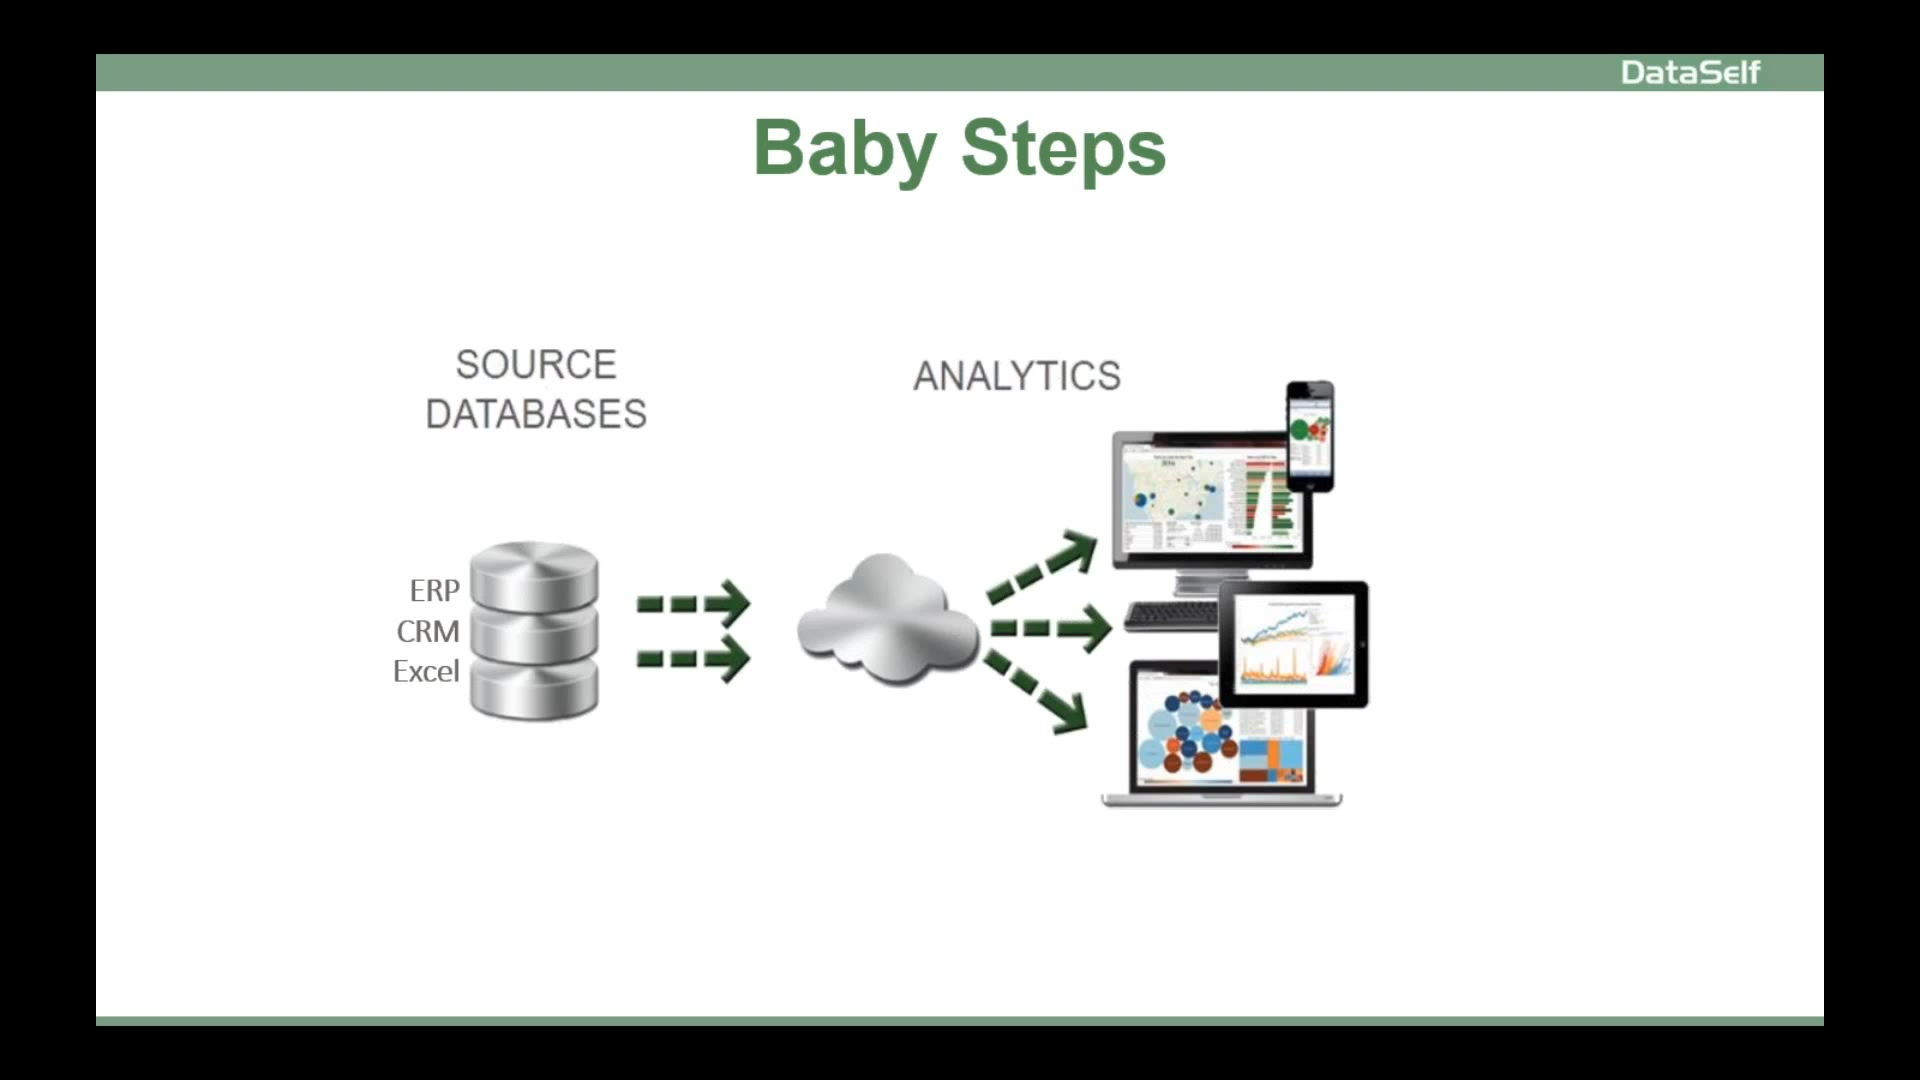 DataSelf
Baby Steps
SOURCE
DATABASES
ANALYTICS
ERP
CRM
Excel